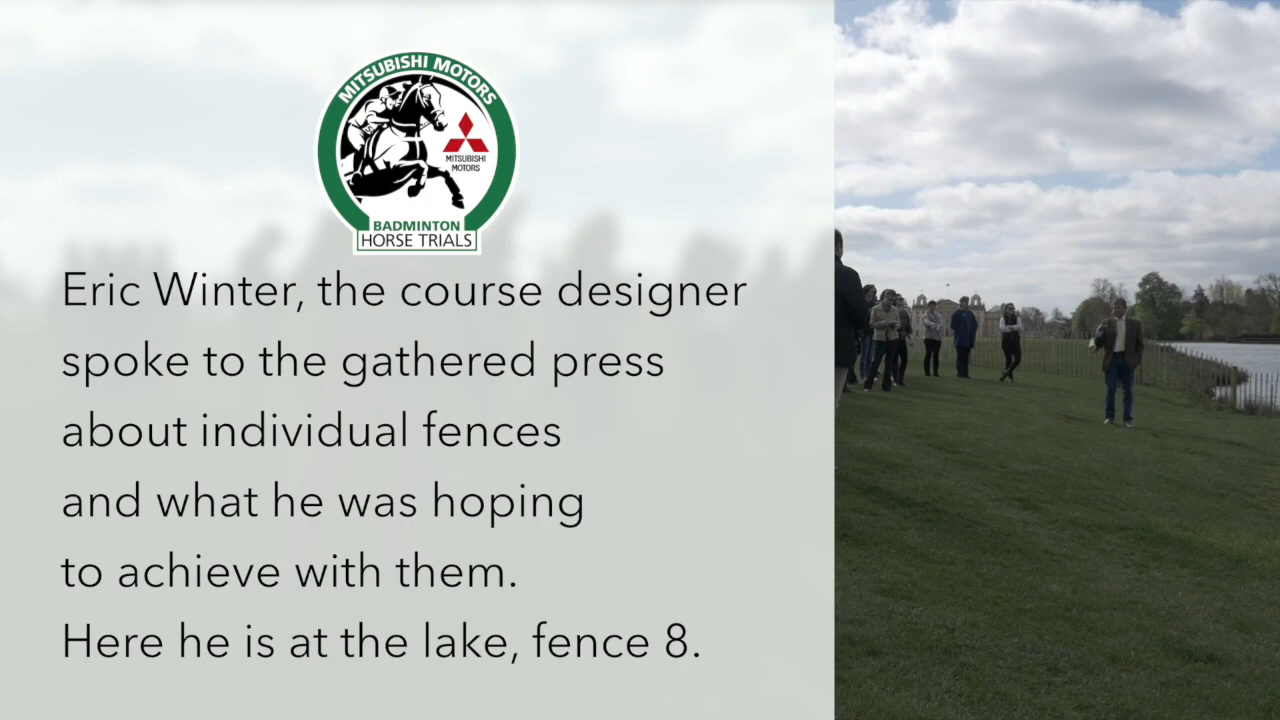 MITSUBISHI MOTORS
MITSUBISHI
MOTORS
BADMINTON
HORSE TRIALS
Eric Winter, the course designer
spoke to the gathered press
about individual fences
and what he was hoping
to achieve with them.
Here he is at the lake, fence 8.